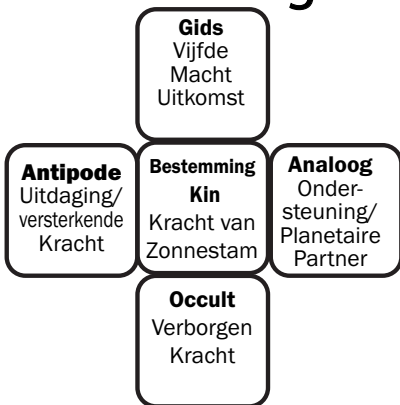 Gids
Vijfde
Macht
Uitkomst
Antipode
Uitdaging/
versterkende
Kracht
Bestemming
Kin
Kracht van
Zonnestam
Analoog
Onder-
steuning/
Planetaire
Partner
Occult
Verborgen
Kracht